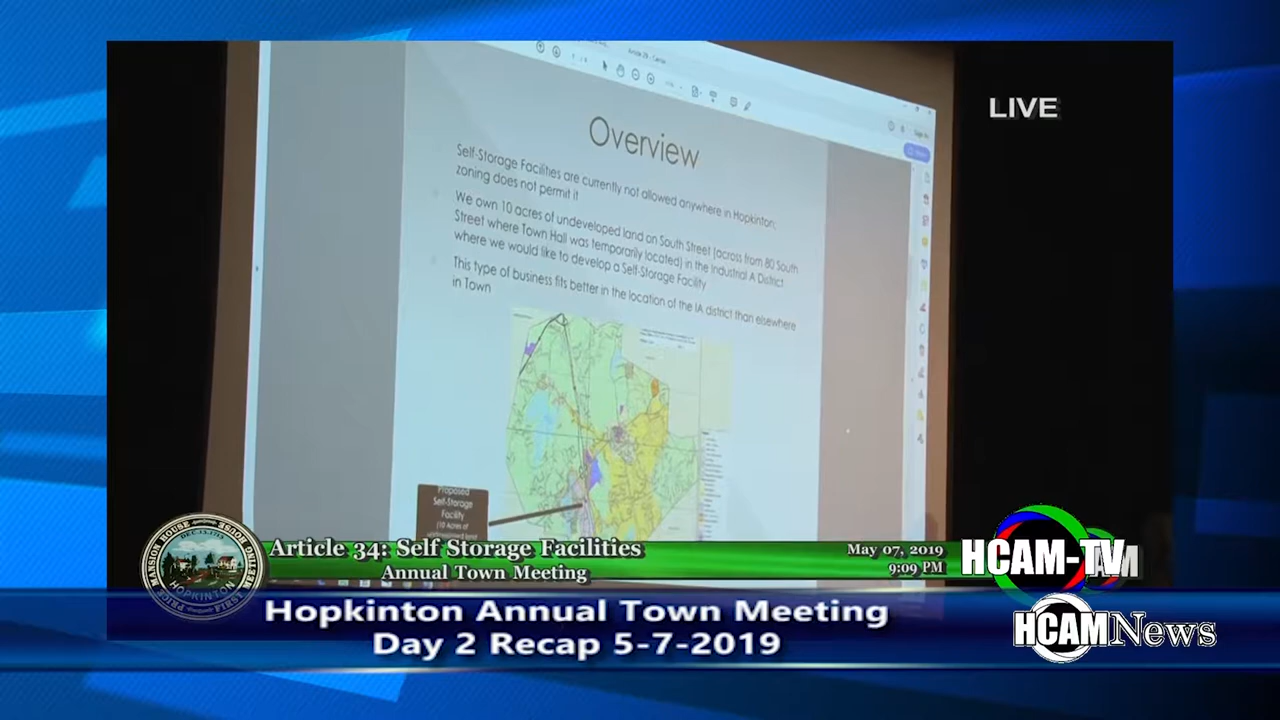 LIVE
Overview
Self-Storage Facilities are currently not allowed anywhere in Hopkinton;
zoning does not permit it
We own 10 acres of undeveloped land on South Street (across from 80 South
Street where Town Hall was temporarily located) in the Industrial A District
where we would like to develop a Self-Storage Facility
This type of business fits better in the location of the IA district than elsewhere
in Town
Proposed
Self-Storage
Facility
(10 Acres of
Article 34: Self Storage Facilities
Annual Town Meeting
May 07, 2019
9:09 PM
HCAM-TV
HOPKINTON
Hopkinton Annual Town Meeting
Day 2 Recap 5-7-2019
HCAMNews